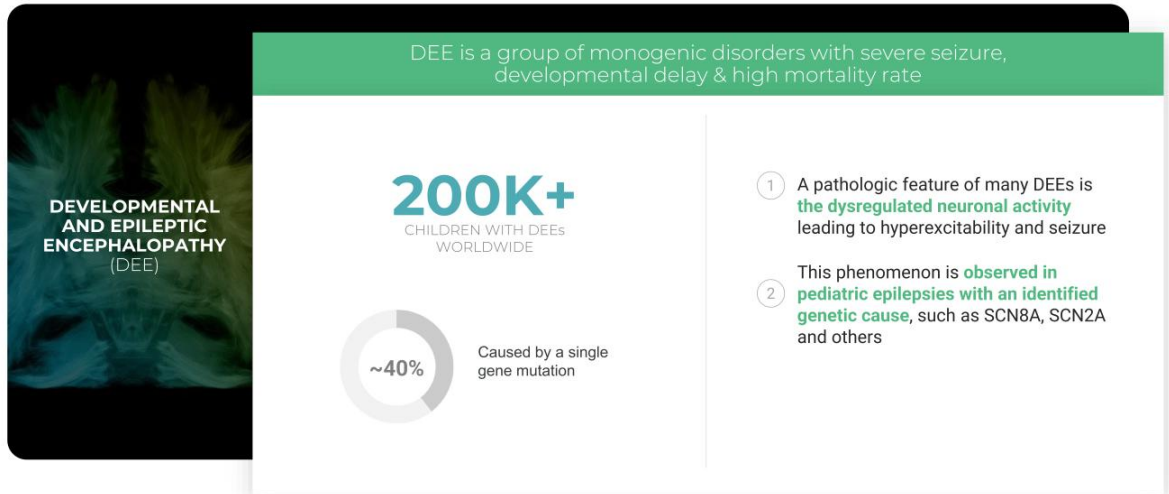 DEE is a group of monogenic disorders with severe seizure,
developmental delay & high mortality rate
DEVELOPMENTAL
AND EPILEPTIC
ENCEPHALOPATHY
(DEE)
200K+
CHILDREN WITH DEEs
WORLDWIDE
~40%
Caused by a single
gene mutation
1
A pathologic feature of many DEEs is
the dysregulated neuronal activity
leading to hyperexcitability and seizure
2
This phenomenon is observed in
pediatric epilepsies with an identified
genetic cause, such as SCN8A, SCN2A
and others